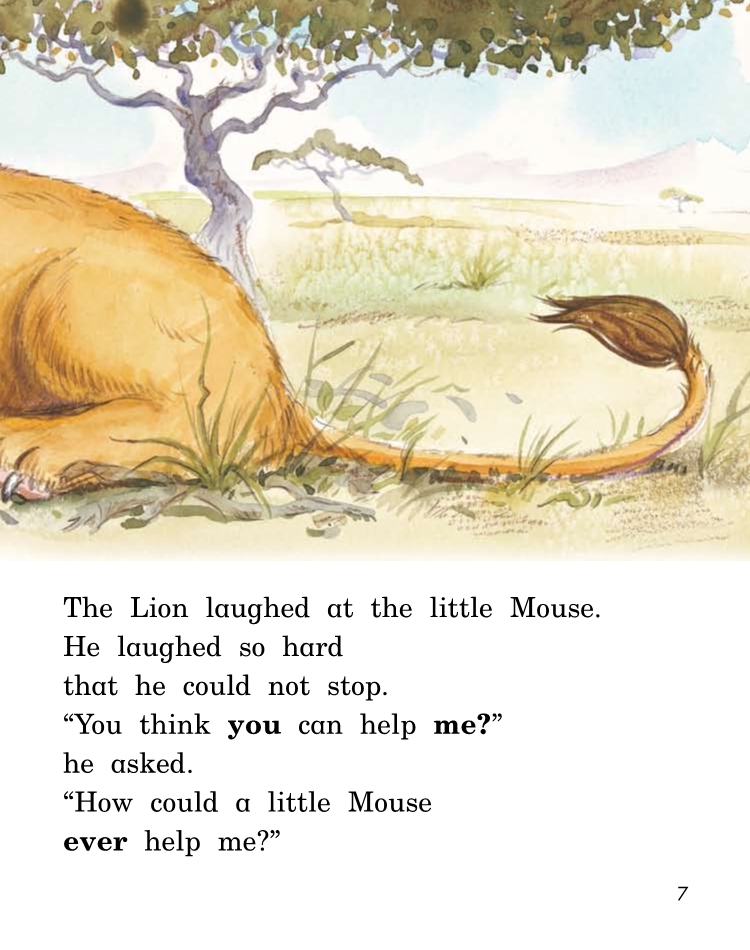 The Lion laughed at the little Mouse.
He laughed so hard
that he could not stop.
“You think you can help me?”
he asked.
“How could a little Mouse
ever help me?”
7